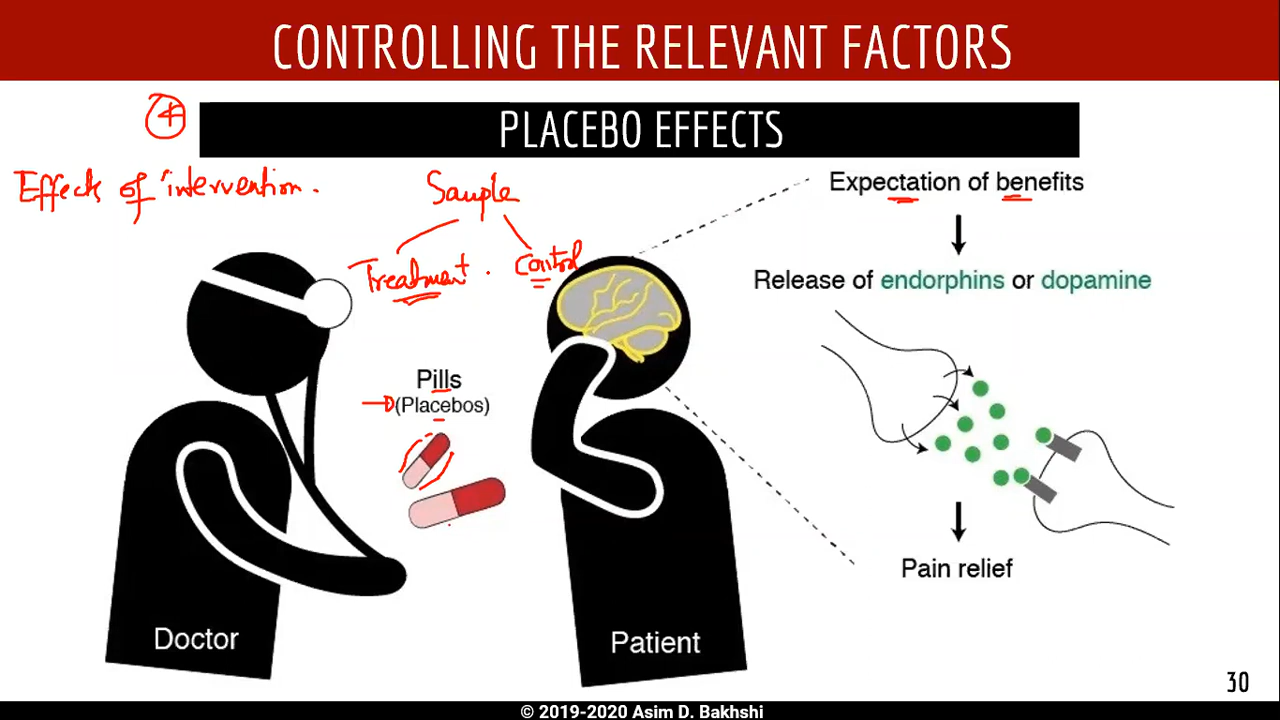 CONTROLLING THE RELEVANT FACTORS
4
PLACEBO EFFECTS
Effects of intervention.
Sample
Treatment. Control
Expectation of benefits
Release of endorphins or dopamine
Pills
(Placebos)
Pain relief
Doctor
Patient
30
© 2019-2020 Asim D. Bakhshi